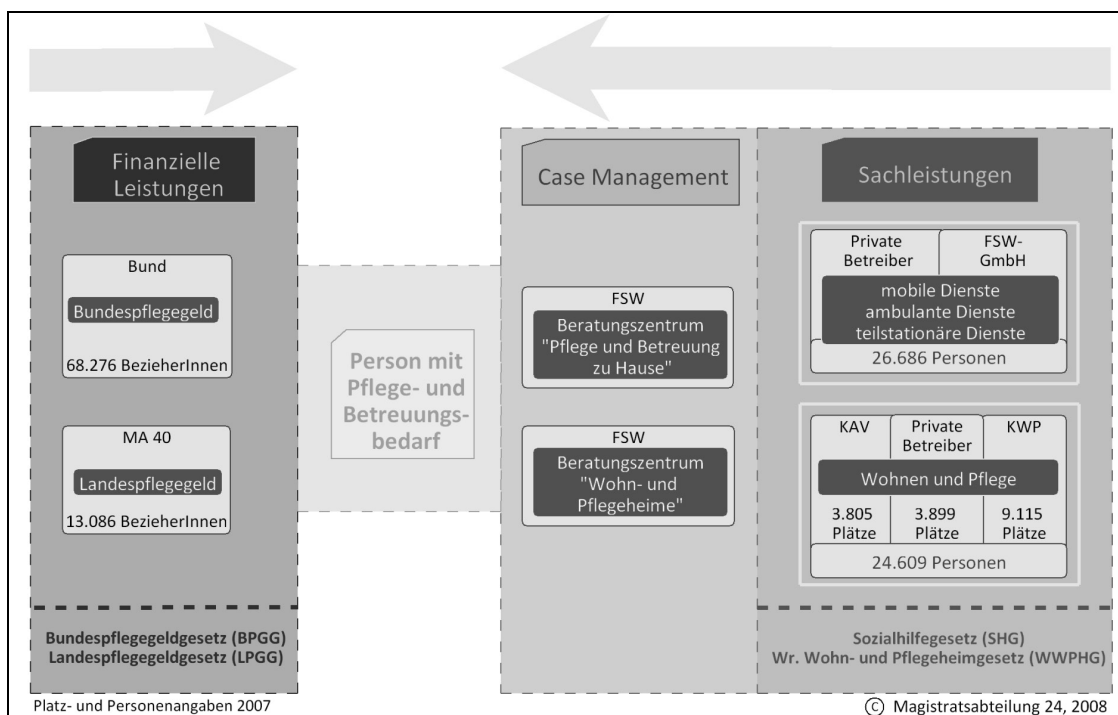 Finanzielle
Leistungen
Bund
Bundespflegegeld
68.276 BezieherInnen
MA 40
Landespflegegeld
13.086 BezieherInnen
Bundespflegegeldgesetz (BPGG)
Landespflegegeldgesetz (LPGG)
Person mit
Pflege- und
Betreuungs-
bedarf
Case Management
FSW
Beratungszentrum
"Pflege und Betreuung
zu Hause"
FSW
Beratungszentrum
"Wohn- und
Pflegeheime"
Sachleistungen
Private
Betreiber
FSW-
GmbH
mobile Dienste
ambulante Dienste
teilstationäre Dienste
26.686 Personen
KAV
Private
Betreiber
KWP
Wohnen und Pflege
3.805
Plätze
3.899
Plätze
9.115
Plätze
24.609 Personen
Sozialhilfegesetz (SHG)
Wr. Wohn- und Pflegeheimgesetz (WWPHG)
Platz- und Personenangaben 2007
© Magistratsabteilung 24, 2008